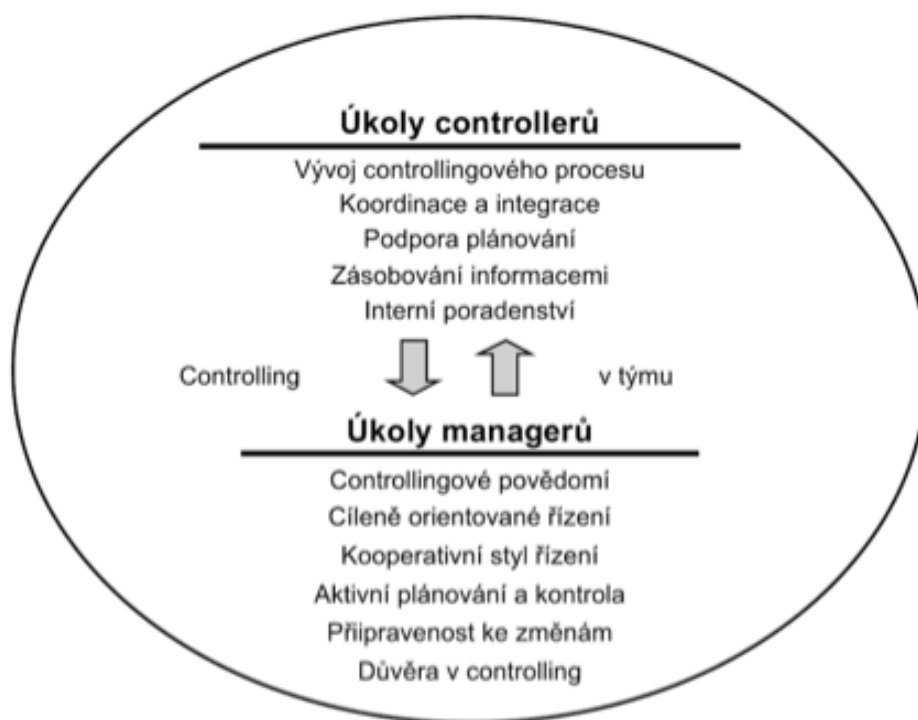 Úkoly controllerů
Vývoj controllingového procesu
Koordinace a integrace
Podpora plánování
Zásobování informacemi
Interní poradenství
Controlling v týmu
Úkoly managerů
Controllingové povědomí
Cíleně orientované řízení
Kooperativní styl řízení
Aktivní plánování a kontrola
Přiipravenost ke změnám
Důvěra v controlling